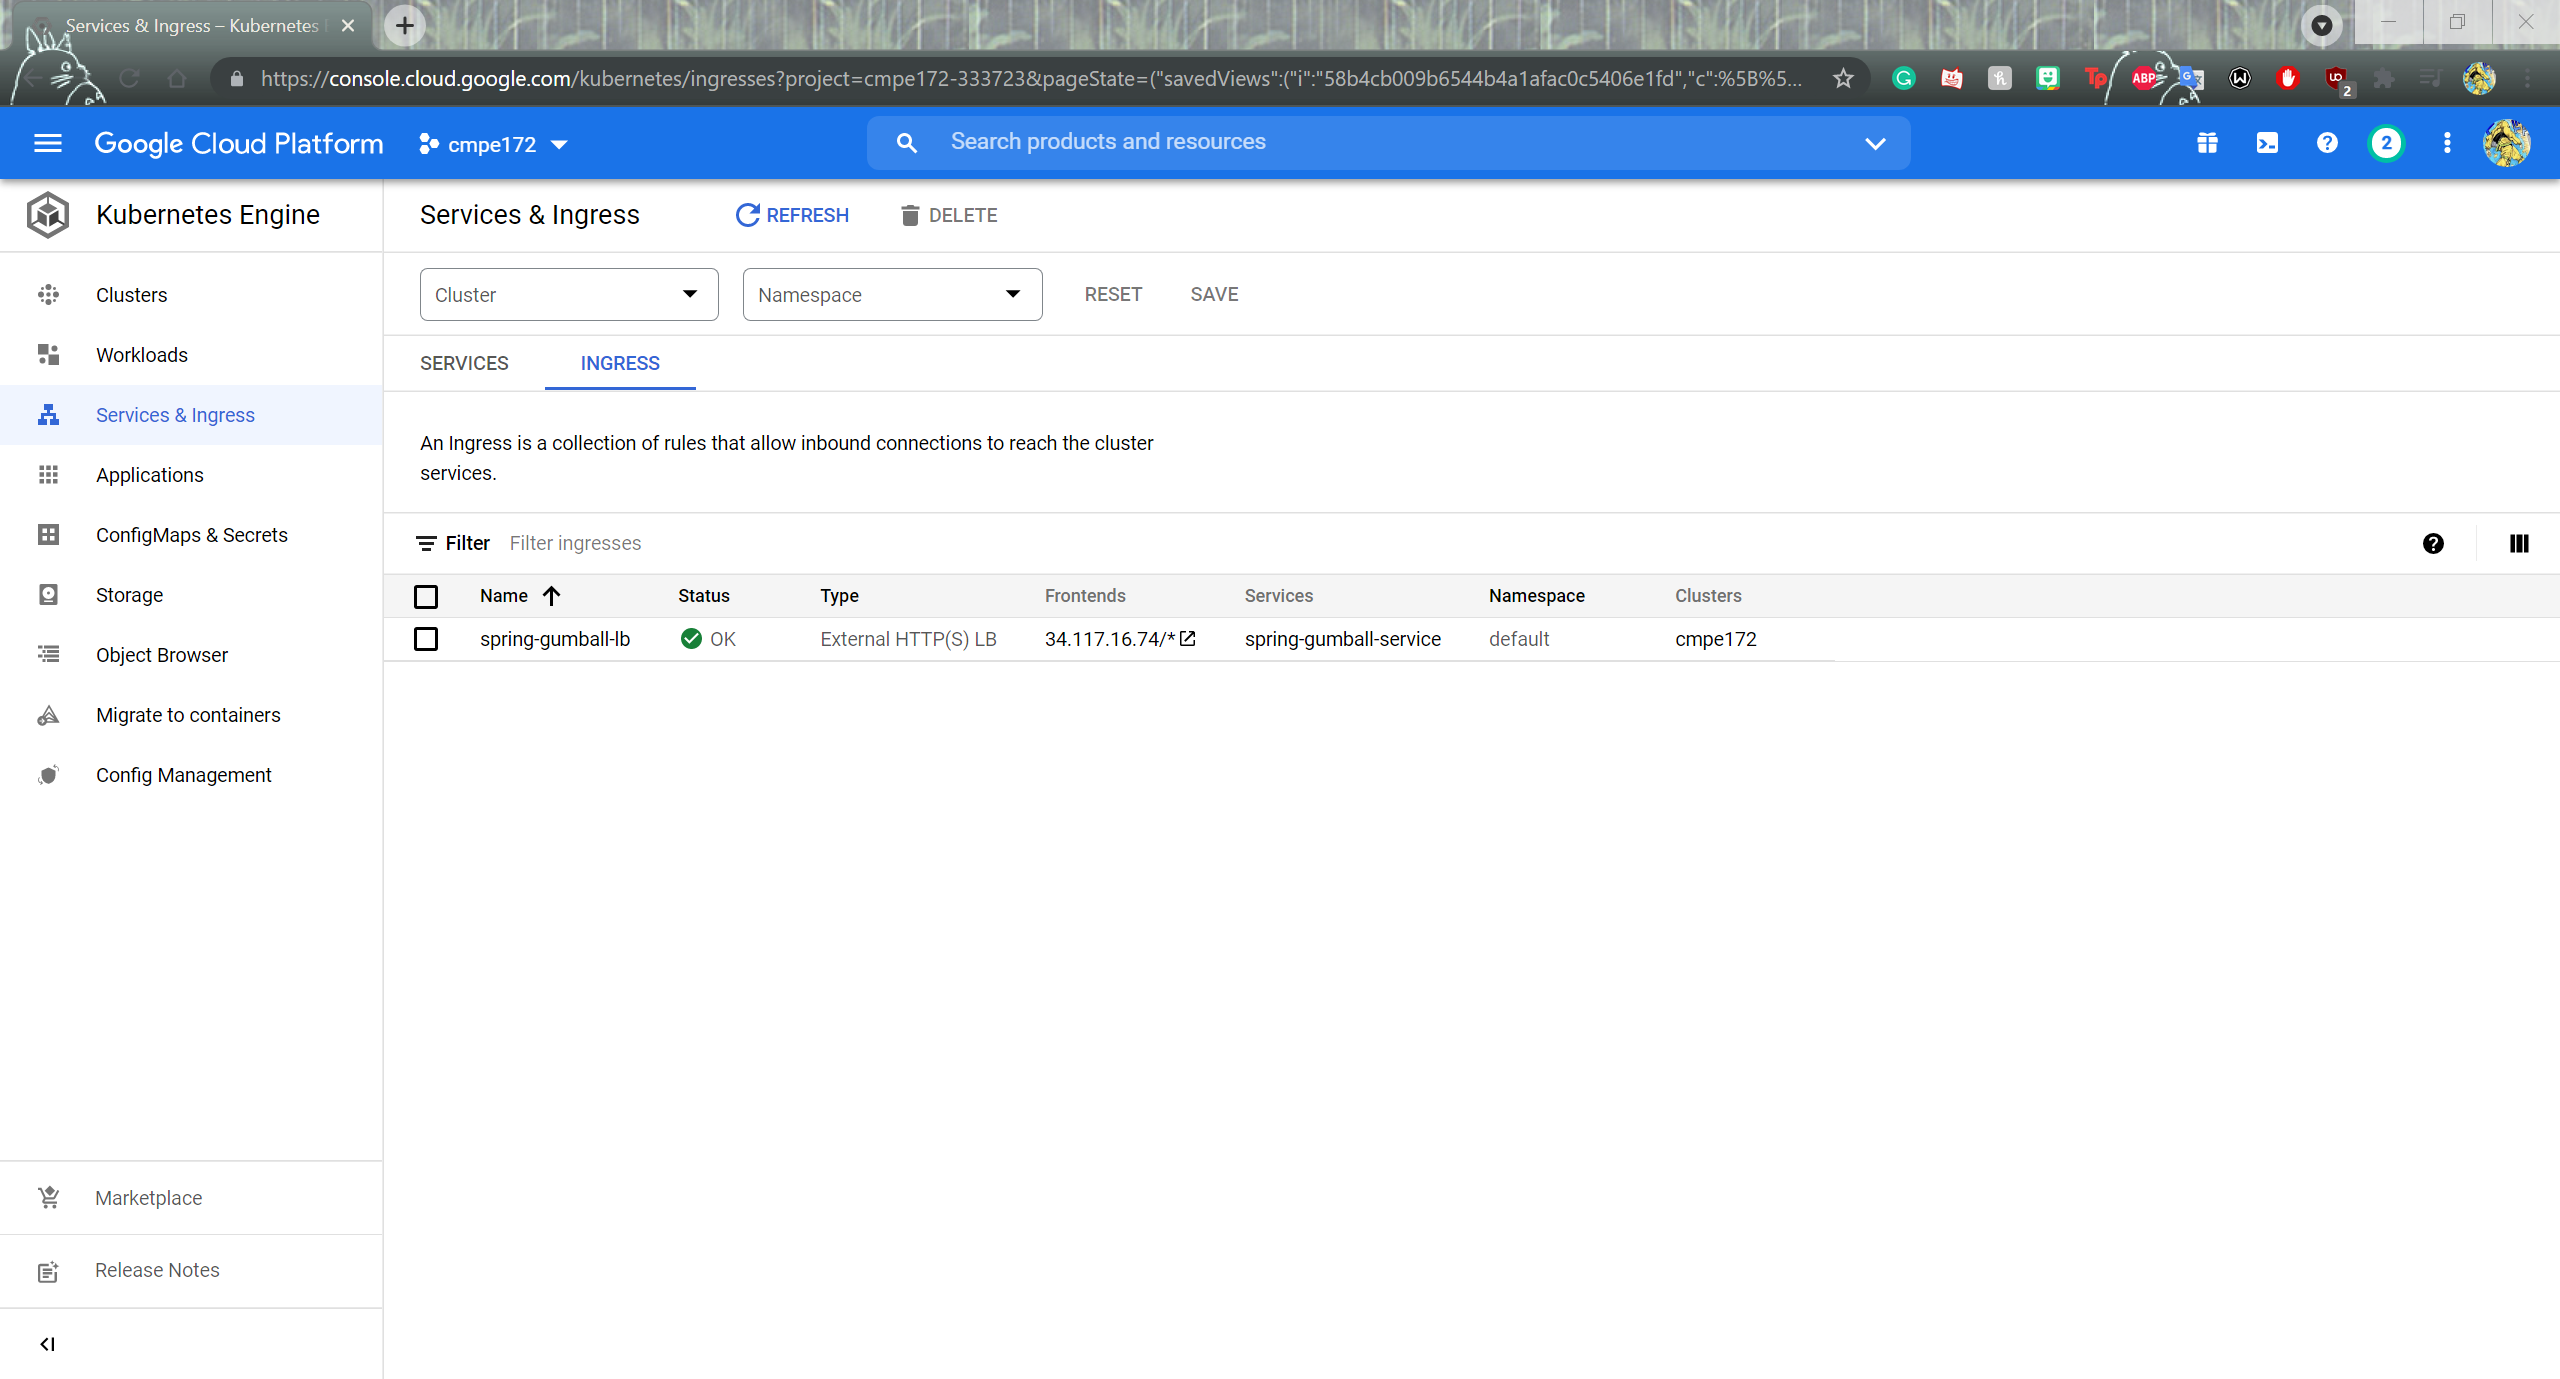 Services & Ingress – Kubernetes
https://console.cloud.google.com/kubernetes/ingresses?project=cmpe172-333723&pageState=("savedViews":("i":"58b4cb009b6544b4a1afac0c5406e1fd","c":%5B%5...
ABP
2
Google Cloud Platform
cmpe172
Search products and resources
2
Kubernetes Engine
Services & Ingress
REFRESH
DELETE
Clusters
Workloads
Services & Ingress
Applications
ConfigMaps & Secrets
Storage
Object Browser
Migrate to containers
Config Management
Marketplace
Release Notes
Cluster
Namespace
RESET
SAVE
SERVICES
INGRESS
An Ingress is a collection of rules that allow inbound connections to reach the cluster
services.
Filter
Filter ingresses
Name
Status
Type
Frontends
Services
Namespace
Clusters
spring-gumball-lb
OK
External HTTP(S) LB
34.117.16.74/*
spring-gumball-service
default
cmpe172